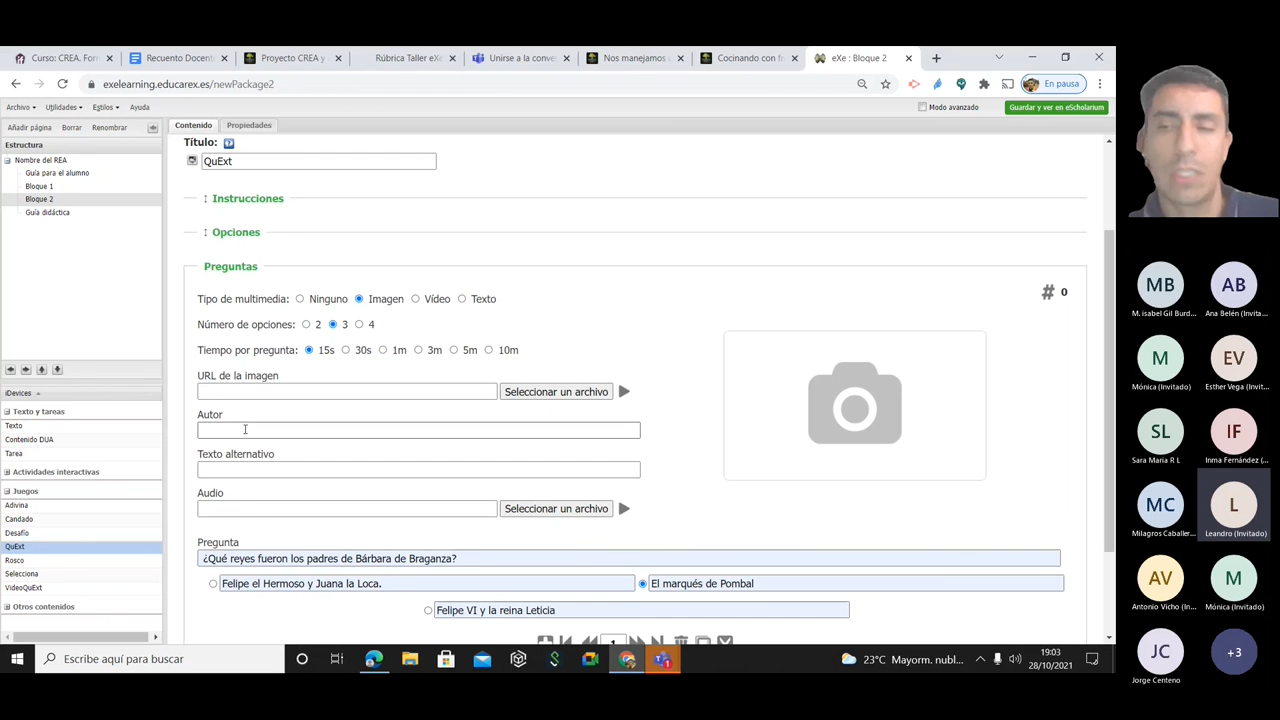 Curso: CREA. For
Recuento Docent
Proyecto CREA y
Rúbrica Taller eXe
Unirse a la conve
Nos manejamos
Cocinando con fr
eXe : Bloque 2
exelearning.educarex.es/newPackage2
En pausa
Archivo Utilidades Estilos Ayuda
Modo avanzado
Guardar y ver en eScholarium
Añadir página Borrar Renombrar
Contenido Propiedades
Estructura
Nombre del REA
Guía para el alumno
Bloque 1
Bloque 2
Guía didáctica
iDevices
Texto y tareas
Texto
Contenido DUA
Tarea
Actividades interactivas
Juegos
Adivina
Candado
Desafío
QuExt
Rosco
Selecciona
VideoQuExt
Otros contenidos
Título:
QuExt
Instrucciones
Opciones
Preguntas
Tipo de multimedia: Ninguno Imagen Vídeo Texto
# 0
Número de opciones: 2 3 4
Tiempo por pregunta: 15s 30s 1m 3m 5m 10m
URL de la imagen
Seleccionar un archivo
Autor
Texto alternativo
Audio
Seleccionar un archivo
Pregunta
¿Qué reyes fueron los padres de Bárbara de Braganza?
Felipe el Hermoso y Juana la Loca.
El marqués de Pombal
Felipe VI y la reina Leticia
1
Escribe aquí para buscar
23°C Mayorm. nubl...
19:03
28/10/2021
MB
M. isabel Gil Burd...
AB
Ana Belén (Invita...
M
Mónica (Invitado)
EV
Esther Vega (Invit...
SL
Sara Maria R L
IF
Inma Fernández (...
MC
Milagros Caballer...
L
Leandro (Invitado)
AV
Antonio Vicho (In...
M
Mónica (Invitado)
JC
Jorge Centeno
+3